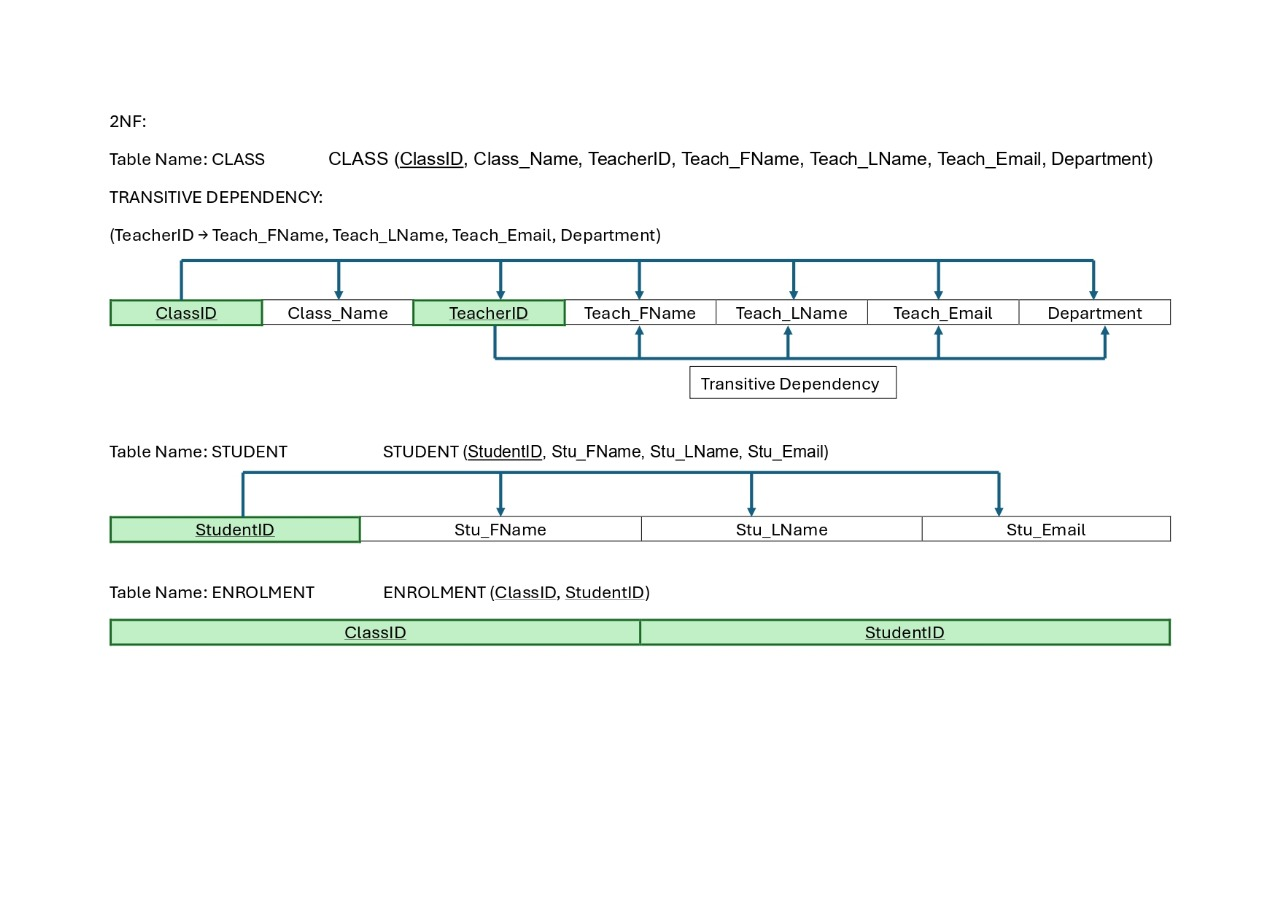 2NF:
Table Name: CLASS CLASS (ClassID, Class_Name, TeacherID, Teach_FName, Teach_LName, Teach_Email, Department)
TRANSITIVE DEPENDENCY:
(TeacherID → Teach_FName, Teach_LName, Teach_Email, Department)
ClassID Class_Name TeacherID Teach_FName Teach_LName Teach_Email Department
Transitive Dependency
Table Name: STUDENT STUDENT (StudentID, Stu_FName, Stu_LName, Stu_Email)
StudentID Stu_FName Stu_LName Stu_Email
Table Name: ENROLMENT ENROLMENT (ClassID, StudentID)
ClassID StudentID